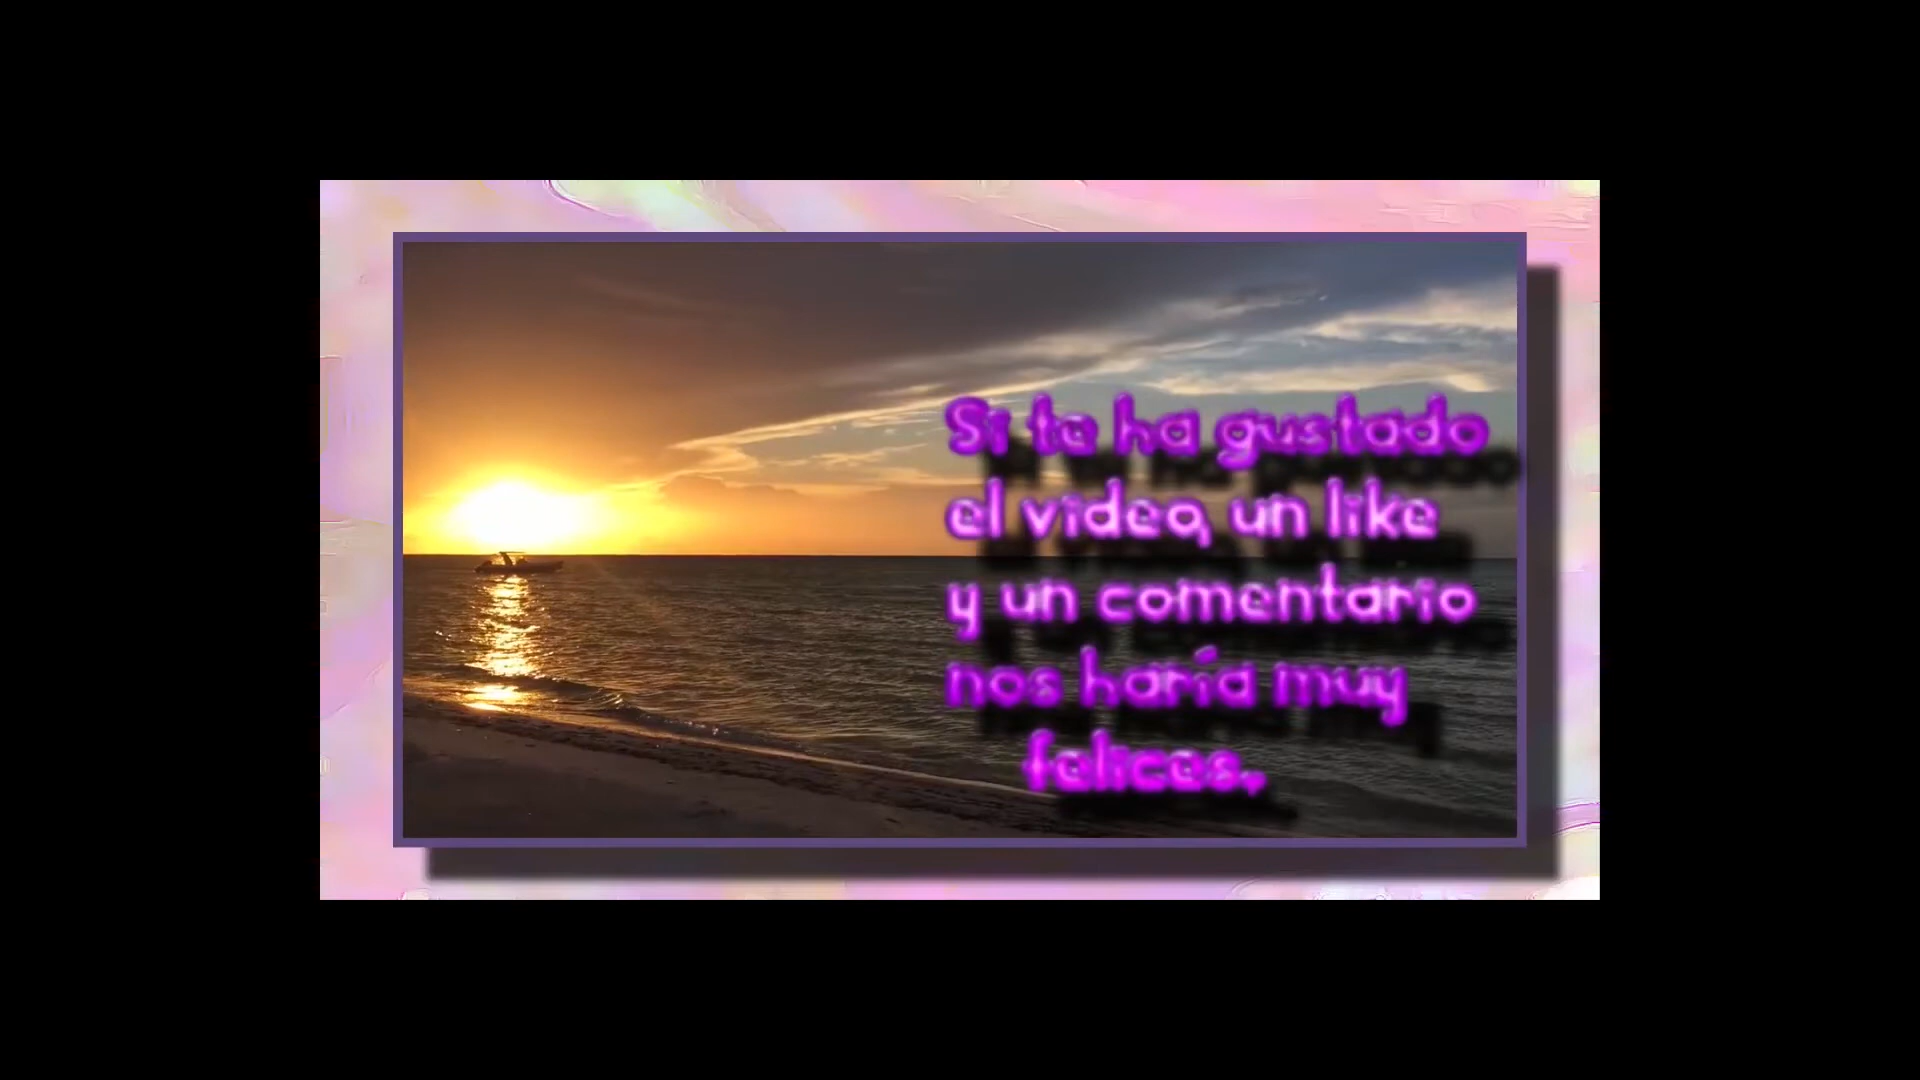 Si te ha gustado
el video, un like
y un comentario
nos haría muy
felices.